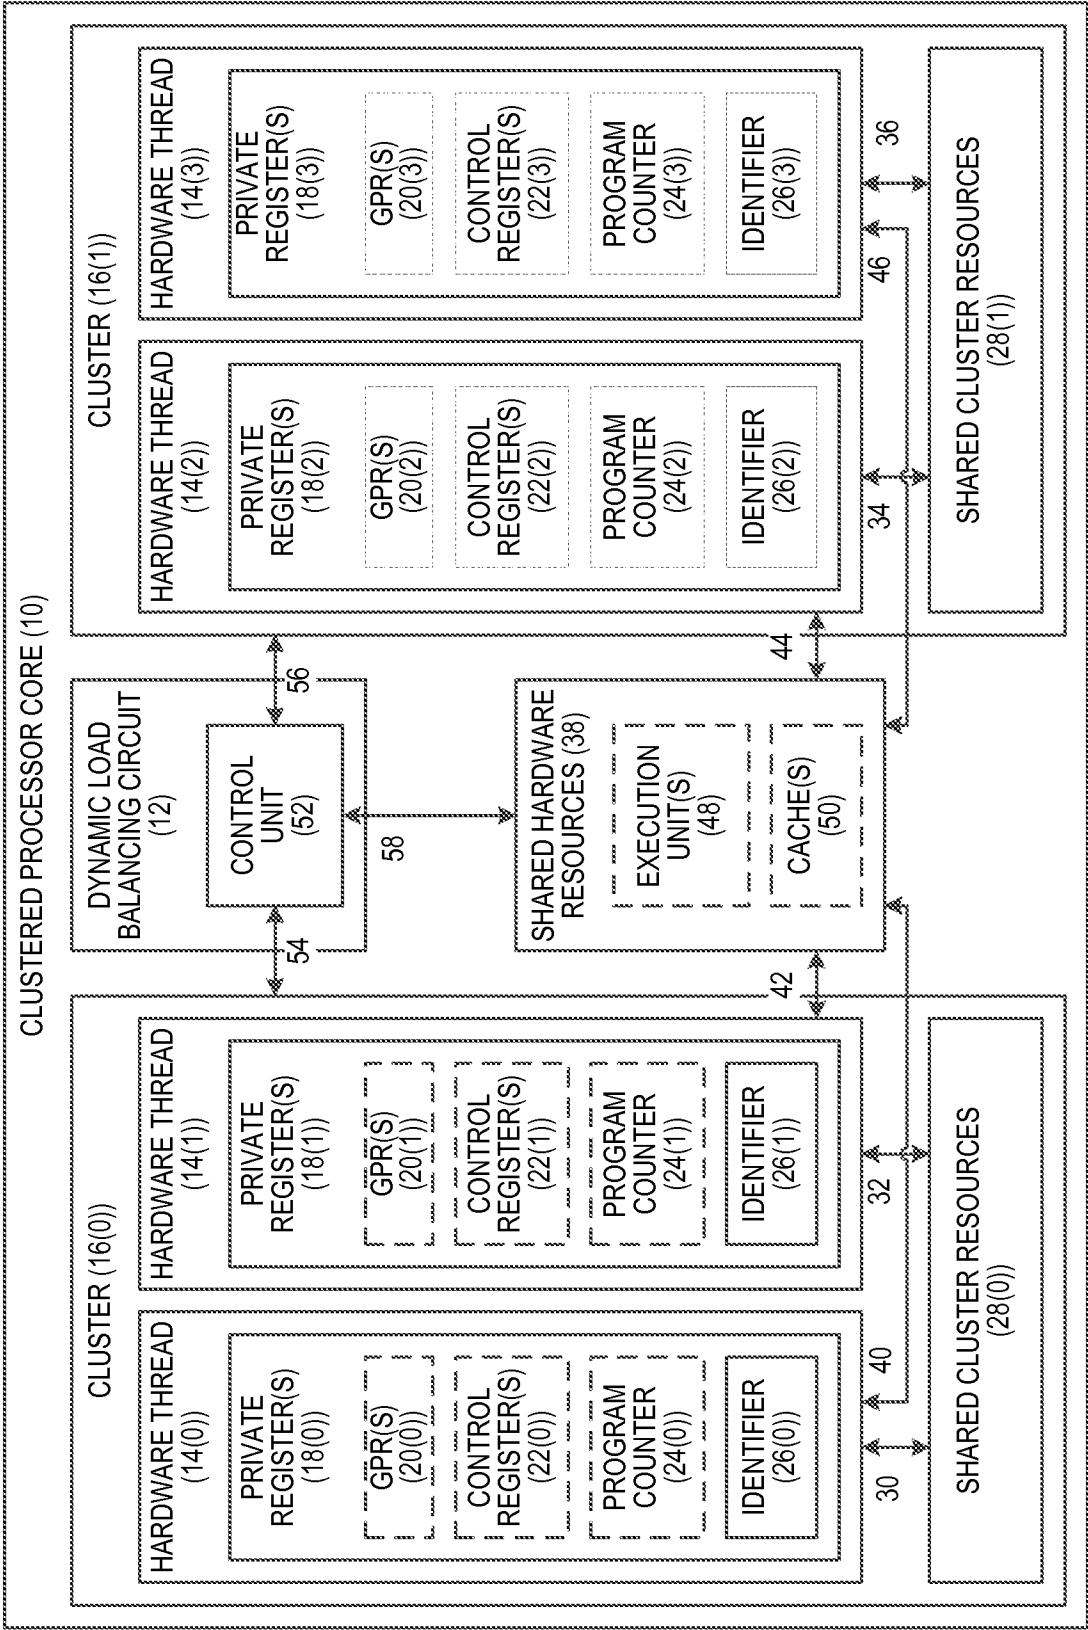 CLUSTERED PROCESSOR CORE (10)
CLUSTER (16(0))
HARDWARE THREAD
(14(0))
PRIVATE
REGISTER(S)
(18(0))
GPR(S)
(20(0))
CONTROL
REGISTER(S)
(22(0))
PROGRAM
COUNTER
(24(0))
IDENTIFIER
(26(0))
HARDWARE THREAD
(14(1))
PRIVATE
REGISTER(S)
(18(1))
GPR(S)
(20(1))
CONTROL
REGISTER(S)
(22(1))
PROGRAM
COUNTER
(24(1))
IDENTIFIER
(26(1))
30
40
32
SHARED CLUSTER RESOURCES
(28(0))
DYNAMIC LOAD
BALANCING CIRCUIT
(12)
CONTROL
UNIT
(52)
54
56
58
SHARED HARDWARE
RESOURCES (38)
EXECUTION
UNIT(S)
(48)
CACHE(S)
(50)
42
44
CLUSTER (16(1))
HARDWARE THREAD
(14(2))
PRIVATE
REGISTER(S)
(18(2))
GPR(S)
(20(2))
CONTROL
REGISTER(S)
(22(2))
PROGRAM
COUNTER
(24(2))
IDENTIFIER
(26(2))
HARDWARE THREAD
(14(3))
PRIVATE
REGISTER(S)
(18(3))
GPR(S)
(20(3))
CONTROL
REGISTER(S)
(22(3))
PROGRAM
COUNTER
(24(3))
IDENTIFIER
(26(3))
34
46
36
SHARED CLUSTER RESOURCES
(28(1))